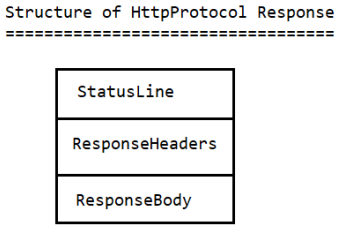 Structure of HttpProtocol Response
==================================
StatusLine
ResponseHeaders
ResponseBody